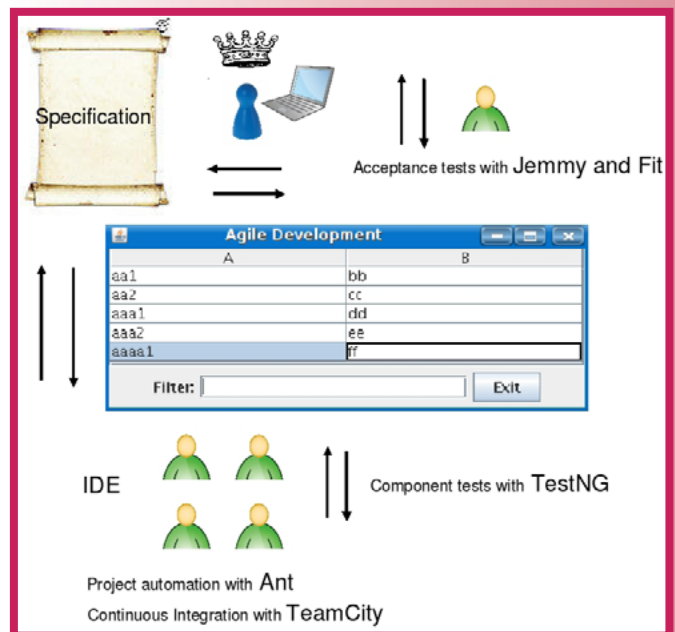 Specification
Acceptance tests with Jemmy and Fit
Agile Development
A B
aa1 bb
aa2 cc
aaa1 dd
aaa2 ee
aaaa1 ff
Filter: Exit
IDE
Component tests with TestNG
Project automation with Ant
Continuous Integration with TeamCity